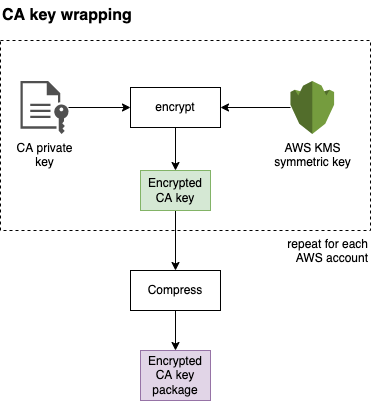 CA key wrapping
encrypt
CA private
key
AWS KMS
symmetric key
Encrypted
CA key
repeat for each
AWS account
Compress
Encrypted
CA key
package